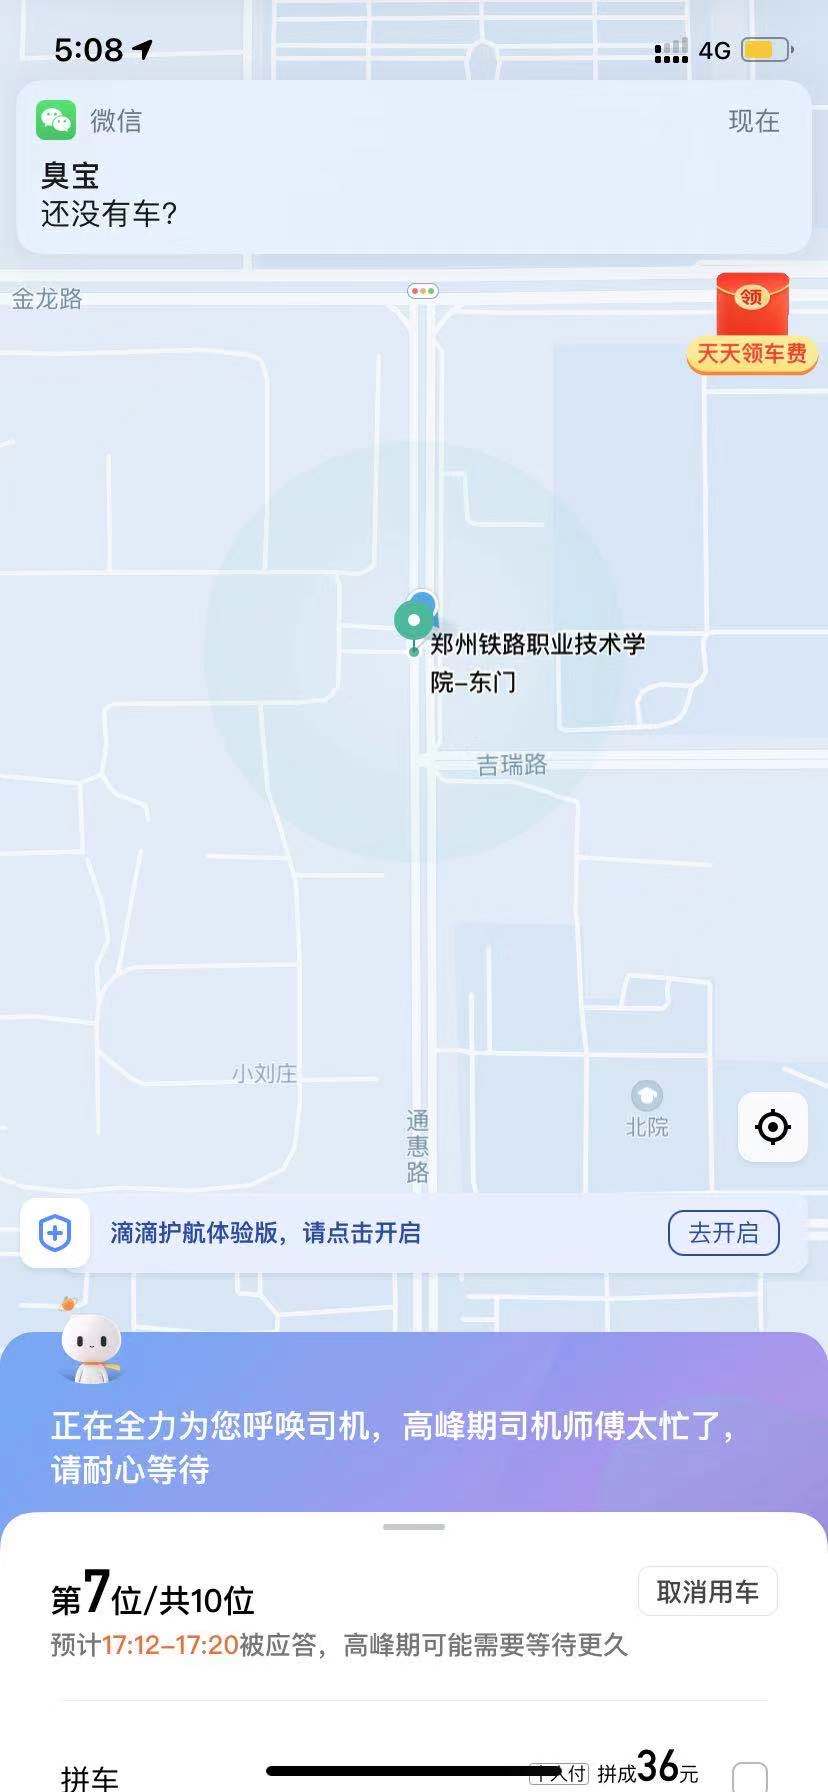 5:08
4G
微信
现在
臭宝
还没有车?
金龙路
领
天天领车费
郑州铁路职业技术学
院-东门
吉瑞路
小刘庄
通惠路
北院
滴滴护航体验版，请点击开启
去开启
正在全力为您呼唤司机，高峰期司机师傅太忙了，
请耐心等待
第7位/共10位
取消用车
预计17:12-17:20被应答，高峰期可能需要等待更久
拼车
拼成36元